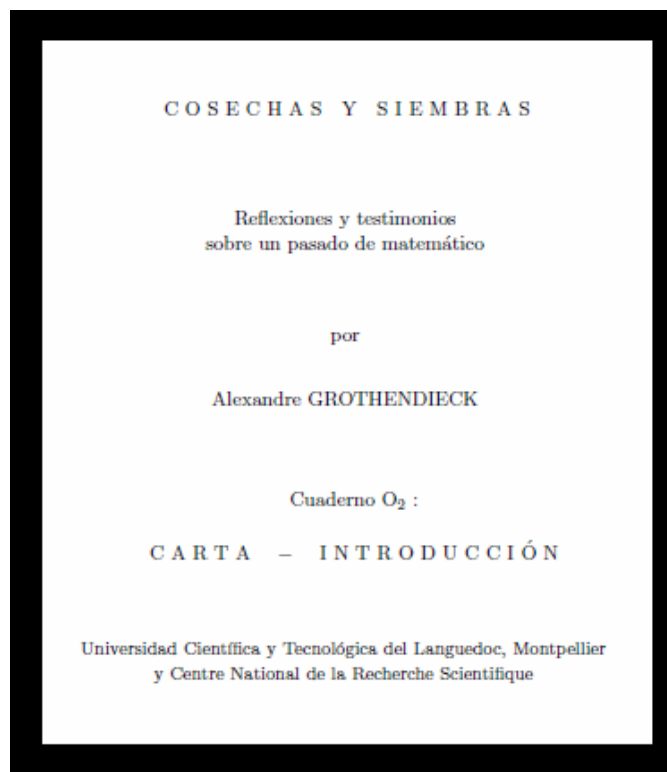 COSECHAS Y SIEMBRAS
Reflexiones y testimonios
sobre un pasado de matemático
por
Alexandre GROTHENDIECK
Cuaderno O₂ :
CARTA – INTRODUCCIÓN
Universidad Científica y Tecnológica del Languedoc, Montpellier
y Centre National de la Recherche Scientifique